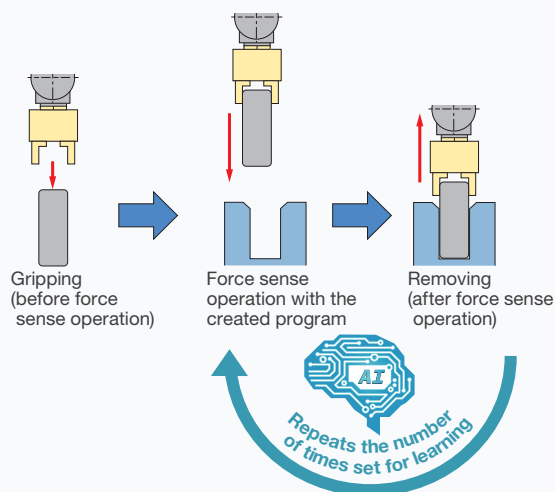 Gripping
(before force
sense operation)
Force sense
operation with the
created program
Removing
(after force sense
operation)
AI
Repeats the number
of times set for learning